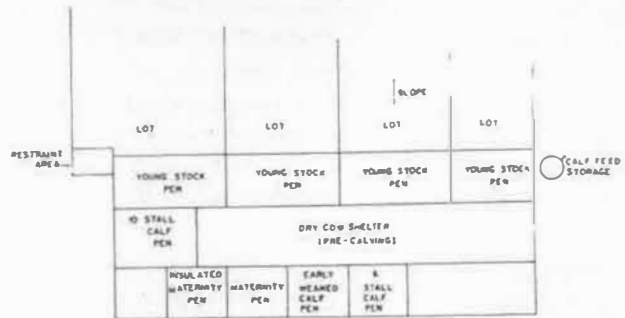 SLOPE
LOT
LOT
LOT
LOT
RESTRAINT
AREA
YOUNG STOCK
PEN
YOUNG STOCK
PEN
YOUNG STOCK
PEN
YOUNG STOCK
PEN
CALF FEED
STORAGE
10 STALL
CALF
PEN
DRY COW SHELTER
(PRE-CALVING)
INSULATED
MATERNITY
PEN
MATERNITY
PEN
EARLY
WEANED
CALF
PEN
STALL
CALF PEN